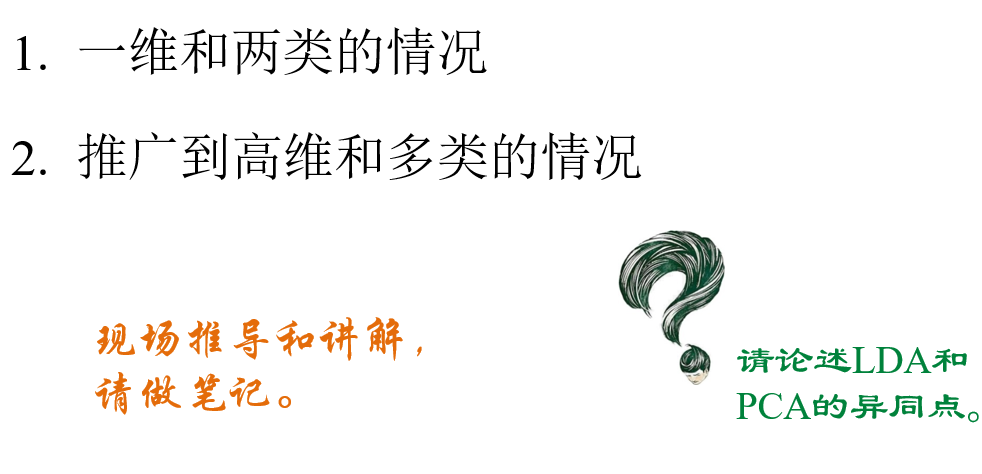 1. 一维和两类的情况
2. 推广到高维和多类的情况
现场推导和讲解，
请做笔记。
请论述LDA和
PCA的异同点。